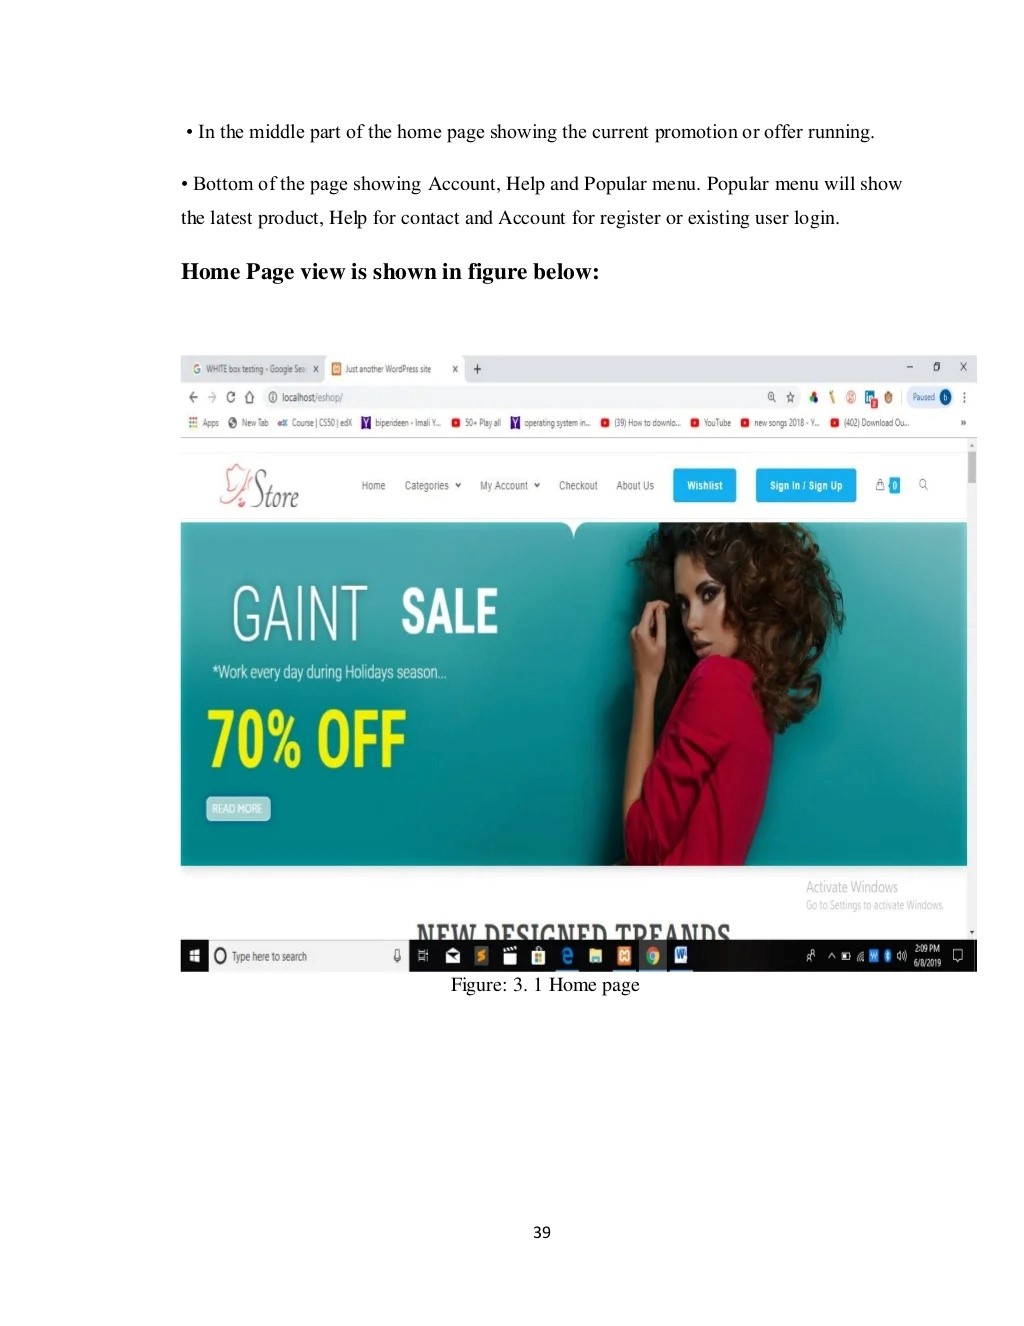 • In the middle part of the home page showing the current promotion or offer running.
• Bottom of the page showing Account, Help and Popular menu. Popular menu will show
the latest product, Help for contact and Account for register or existing user login.
Home Page view is shown in figure below:
WHITE box testing - Google Sea X Just another WordPress site X +
localhost/eshop/ Paused b
Apps New Tab edX Course | CS50 | edX biperideen - Imali Y... 50+ Play all operating system in... (39) How to downlo... YouTube new songs 2018 - Y... (402) Download Ou... »
Store Home Categories My Account Checkout About Us Wishlist Sign In / Sign Up 0
GAINT SALE
*Work every day during Holidays season...
70% OFF
READ MORE
Activate Windows
Go to Settings to activate Windows.
NEW DESIGNED TREANDS
Type here to search 2:09 PM
6/8/2019
Figure: 3. 1 Home page
39